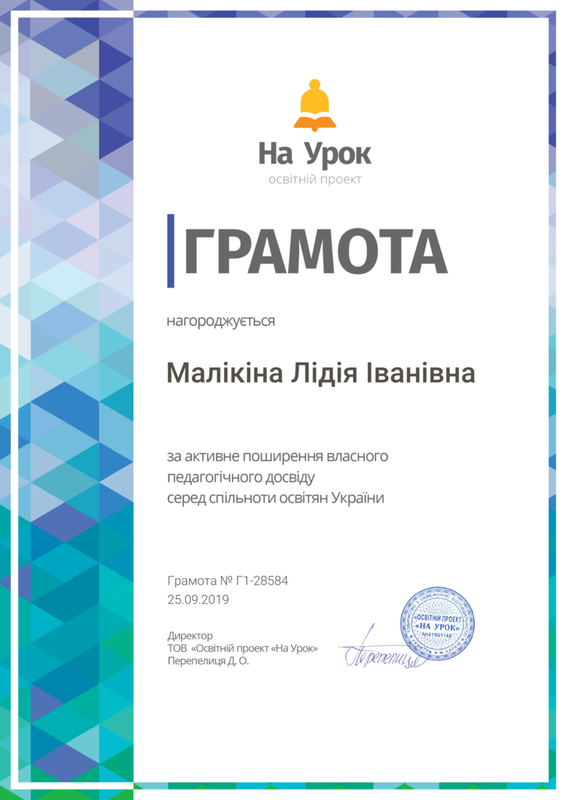 На Урок
освітній проект
ГРАМОТА
нагороджується
Малікіна Лідія Іванівна
за активне поширення власного
педагогічного досвіду
серед спільноти освітян України
Грамота № Г1-28584
25.09.2019
Директор
ТОВ «Освітній проект «На Урок»
Перепелиця Д. О.
Перепелиця
«ОСВІТНІЙ ПРОЕКТ
«НА УРОК»